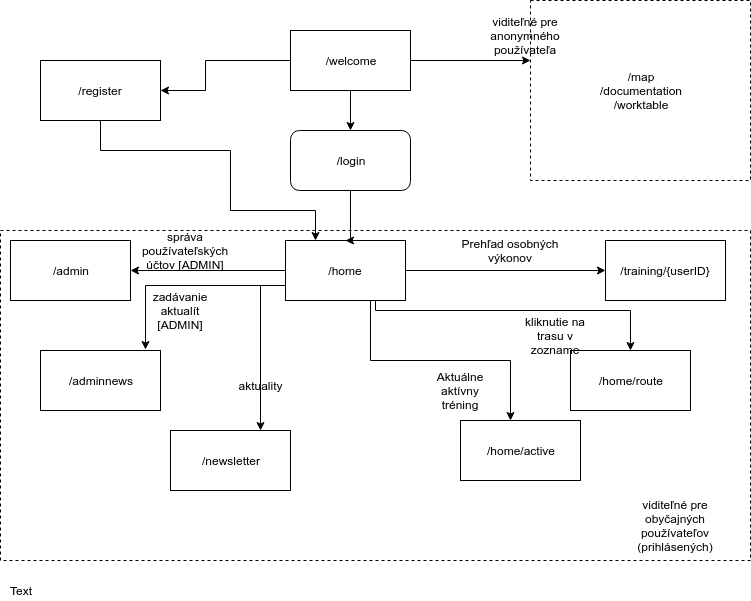 viditeľné pre
anonymného
používateľa
/welcome
/register
/map
/documentation
/worktable
/login
správa
používateľských
účtov [ADMIN]
/admin
/home
Prehľad osobných
výkonov
/training/{userID}
zadávanie
aktualít
[ADMIN]
kliknutie na
trasu v
zozname
/adminnews
aktuality
Aktuálne
aktívny
tréning
/home/route
/newsletter
/home/active
viditeľné pre
obyčajných
používateľov
(prihlásených)
Text